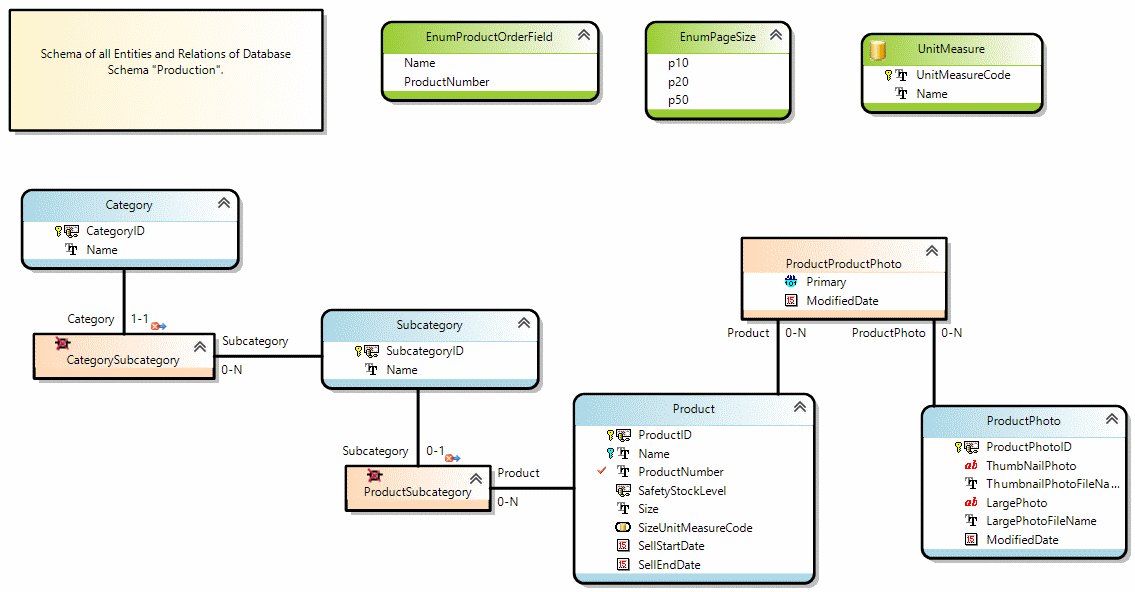 Schema of all Entities and Relations of Database
Schema "Production".
EnumProductOrderField
Name
ProductNumber
EnumPageSize
p10
p20
p50
UnitMeasure
UnitMeasureCode
Name
Category
CategoryID
Name
Category
1-1
CategorySubcategory
Subcategory
0-N
Subcategory
SubcategoryID
Name
Subcategory
0-1
ProductSubcategory
Product
0-N
Product
ProductID
Name
ProductNumber
SafetyStockLevel
Size
SizeUnitMeasureCode
SellStartDate
SellEndDate
ProductProductPhoto
Primary
ModifiedDate
Product
0-N
ProductPhoto
0-N
ProductPhoto
ProductPhotoID
ThumbNailPhoto
ThumbnailPhotoFileNa...
LargePhoto
LargePhotoFileName
ModifiedDate